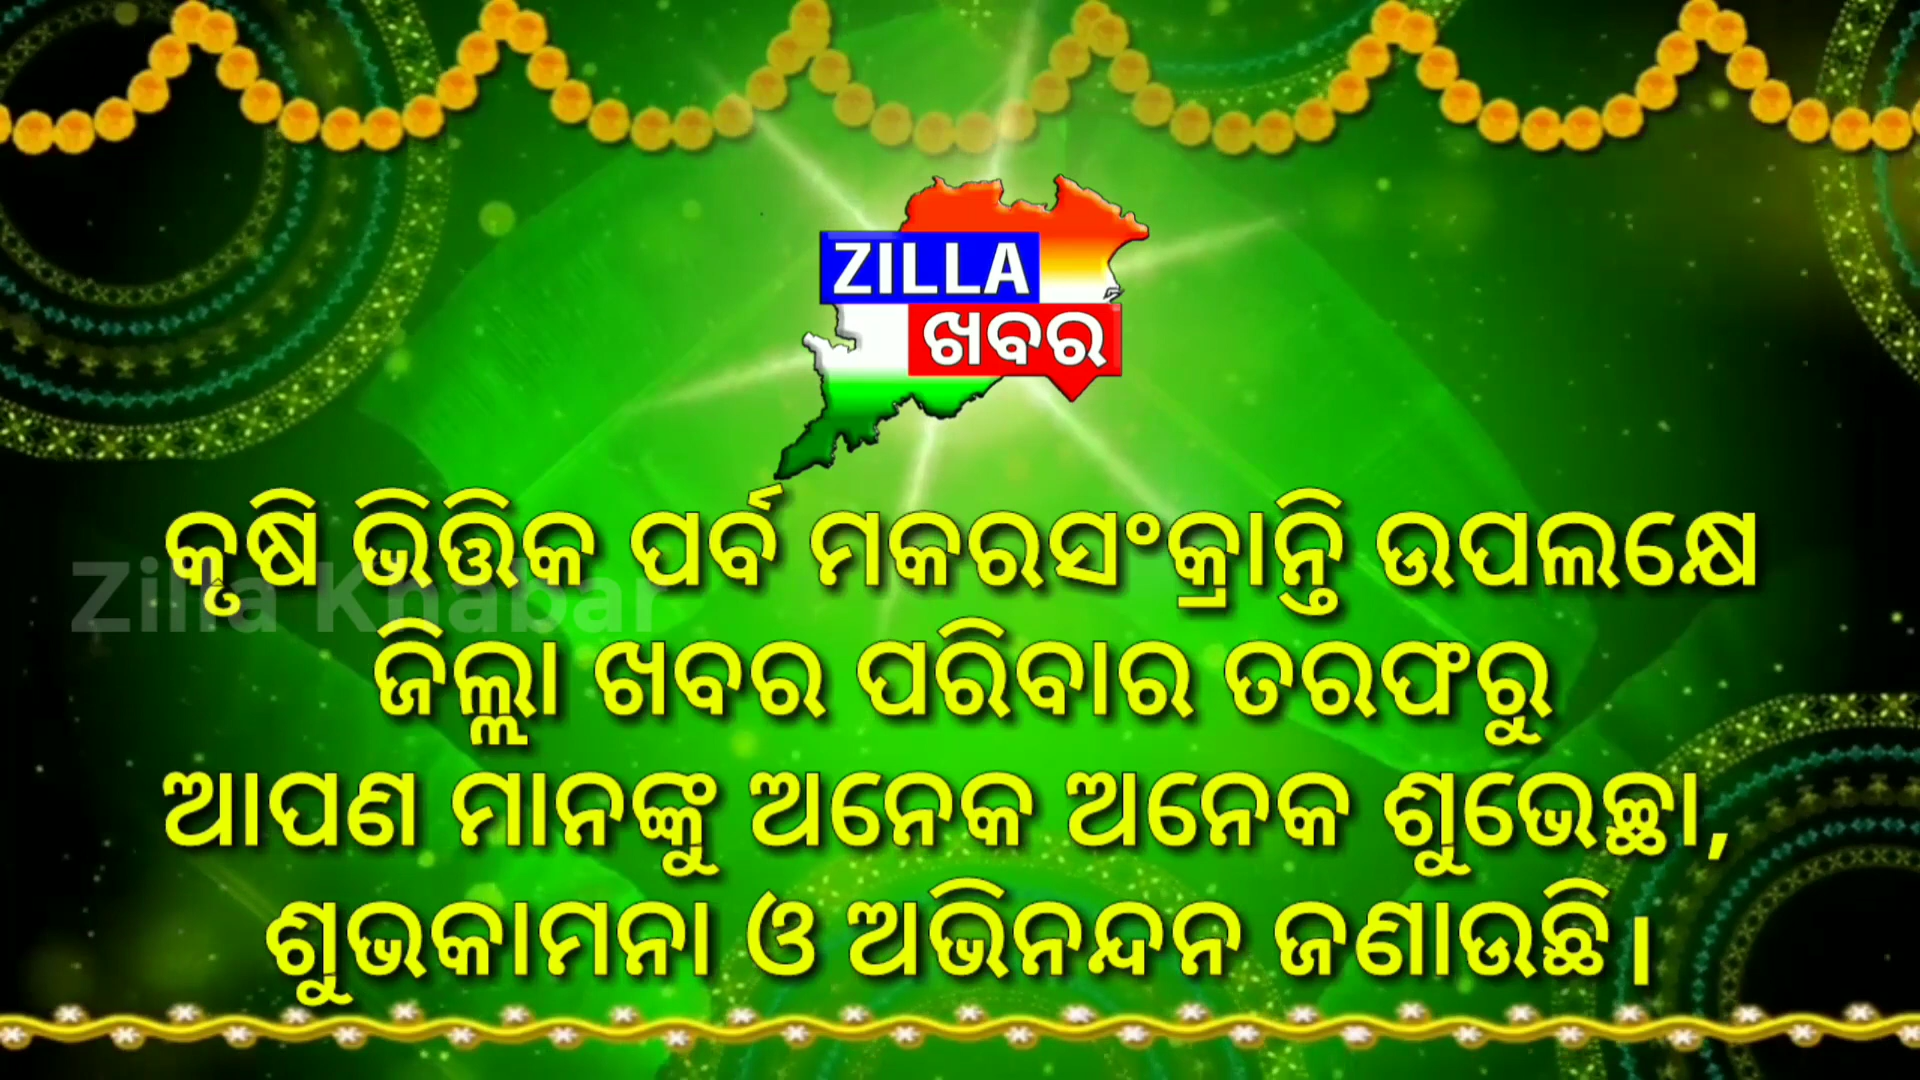 ZILLA
ଖବର
କୃଷି ଭିତ୍ତିକ ପର୍ବ ମକରସଂକ୍ରାନ୍ତି ଉପଲକ୍ଷେ
Zilla Khabar
ଜିଲ୍ଲା ଖବର ପରିବାର ତରଫରୁ
ଆପଣ ମାନଙ୍କୁ ଅନେକ ଅନେକ ଶୁଭେଚ୍ଛା,
ଶୁଭକାମନା ଓ ଅଭିନନ୍ଦନ ଜଣାଉଛି।